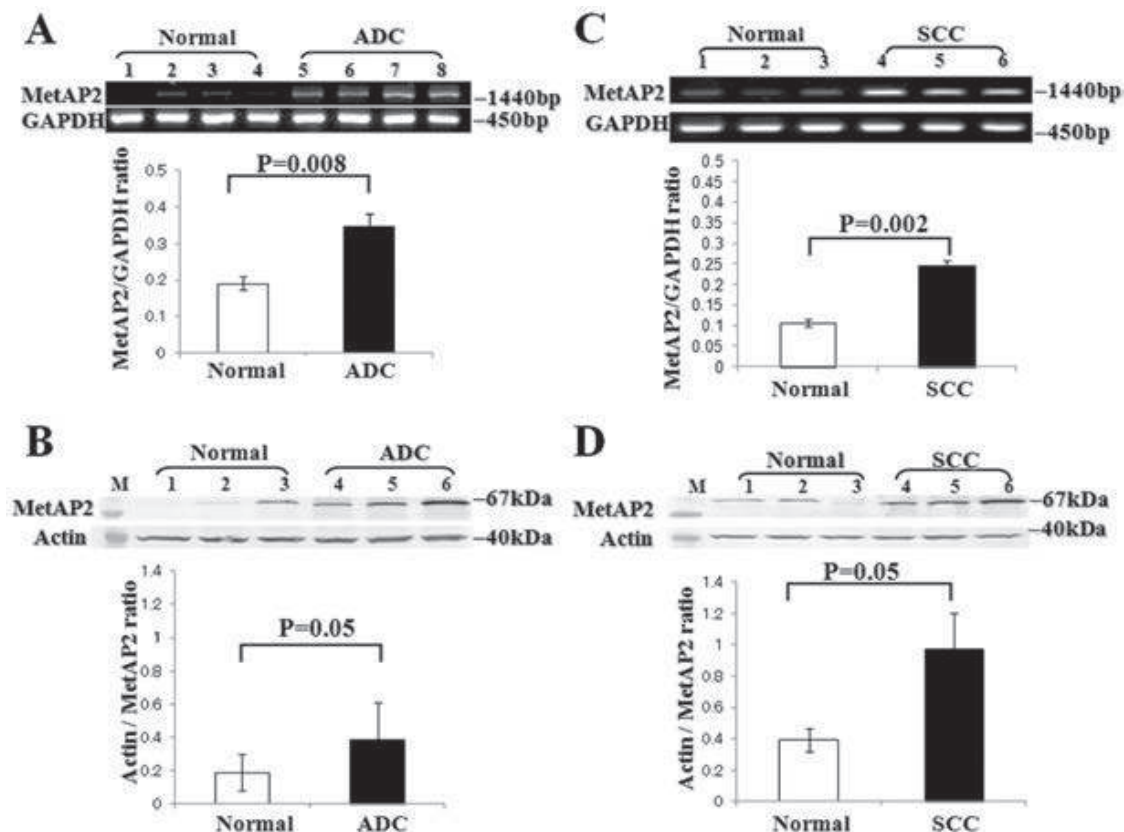 A
Normal ADC
1 2 3 4 5 6 7 8
MetAP2 –1440bp
GAPDH –450bp
P=0.008
MetAP2/GAPDH ratio
0.5
0.4
0.3
0.2
0.1
0
Normal ADC
C
Normal SCC
1 2 3 4 5 6
MetAP2 –1440bp
GAPDH –450bp
P=0.002
MetAP2/GAPDH ratio
0.5
0.45
0.4
0.35
0.3
0.25
0.2
0.15
0.1
0.05
0
Normal SCC
B
Normal ADC
M 1 2 3 4 5 6
MetAP2 –67kDa
Actin –40kDa
P=0.05
Actin / MetAP2 ratio
1.4
1.2
1
0.8
0.6
0.4
0.2
0
Normal ADC
D
Normal SCC
M 1 2 3 4 5 6
MetAP2 –67kDa
Actin –40kDa
P=0.05
Actin / MetAP2 ratio
1.4
1.2
1
0.8
0.6
0.4
0.2
0
Normal SCC